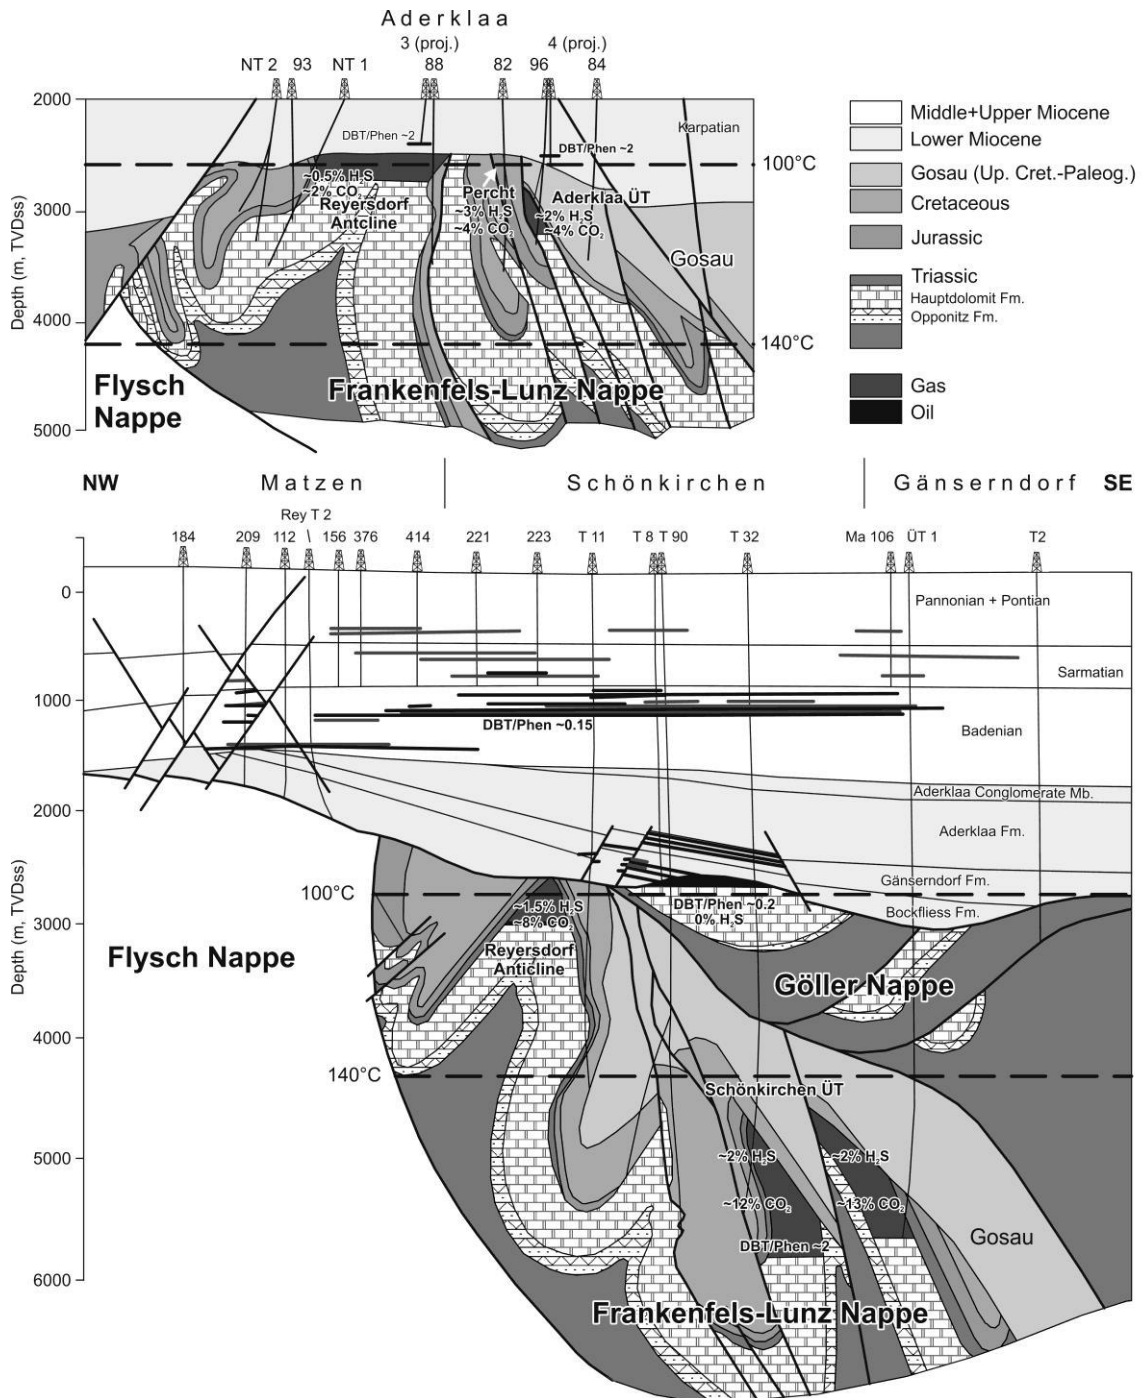 Aderklaa
3 (proj.) 4 (proj.)
NT 2 93 NT 1 88 82 96 84
2000
3000
4000
5000
Depth (m, TVDss)
Karpatian
DBT/Phen ~2
DBT/Phen ~2
100°C
~0.5% H₂S
~2% CO₂
Reyersdorf
Antcline
Percht
~3% H₂S
~4% CO₂
Aderklaa ÜT
~2% H₂S
~4% CO₂
Gosau
140°C
Flysch
Nappe
Frankenfels-Lunz Nappe
Middle+Upper Miocene
Lower Miocene
Gosau (Up. Cret.-Paleog.)
Cretaceous
Jurassic
Triassic
Hauptdolomit Fm.
Opponitz Fm.
Gas
Oil
NW Matzen Schönkirchen Gänserndorf SE
Rey T 2
184 209 112 \ 156 376 414 221 223 T 11 T 8 T 90 T 32 Ma 106 ÜT 1 T2
0
1000
2000
3000
4000
5000
6000
Depth (m, TVDss)
Pannonian + Pontian
Sarmatian
DBT/Phen ~0.15
Badenian
Aderklaa Conglomerate Mb.
Aderklaa Fm.
Gänserndorf Fm.
100°C
Bockfliess Fm.
~1.5% H₂S
~8% CO₂
DBT/Phen ~0.2
0% H₂S
Flysch Nappe
Reyersdorf
Anticline
Göller Nappe
140°C
Schönkirchen ÜT
~2% H₂S ~2% H₂S
~12% CO₂ ~13% CO₂
DBT/Phen ~2
Gosau
Frankenfels-Lunz Nappe